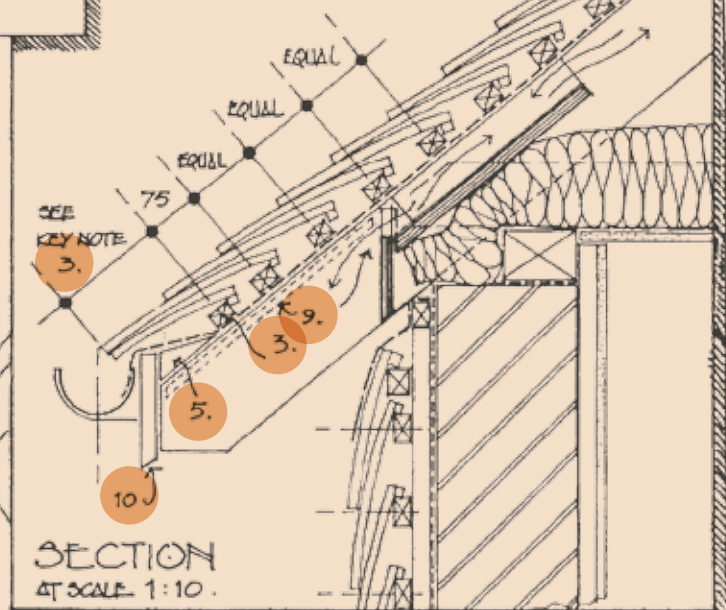 EQUAL
EQUAL
EQUAL
75
SEE
KEY NOTE
3.
9.
3.
5.
10
SECTION
AT SCALE 1:10.